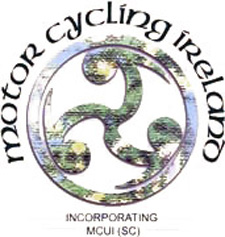 Motor Cycling Ireland
INCORPORATING
MCUI (SC)